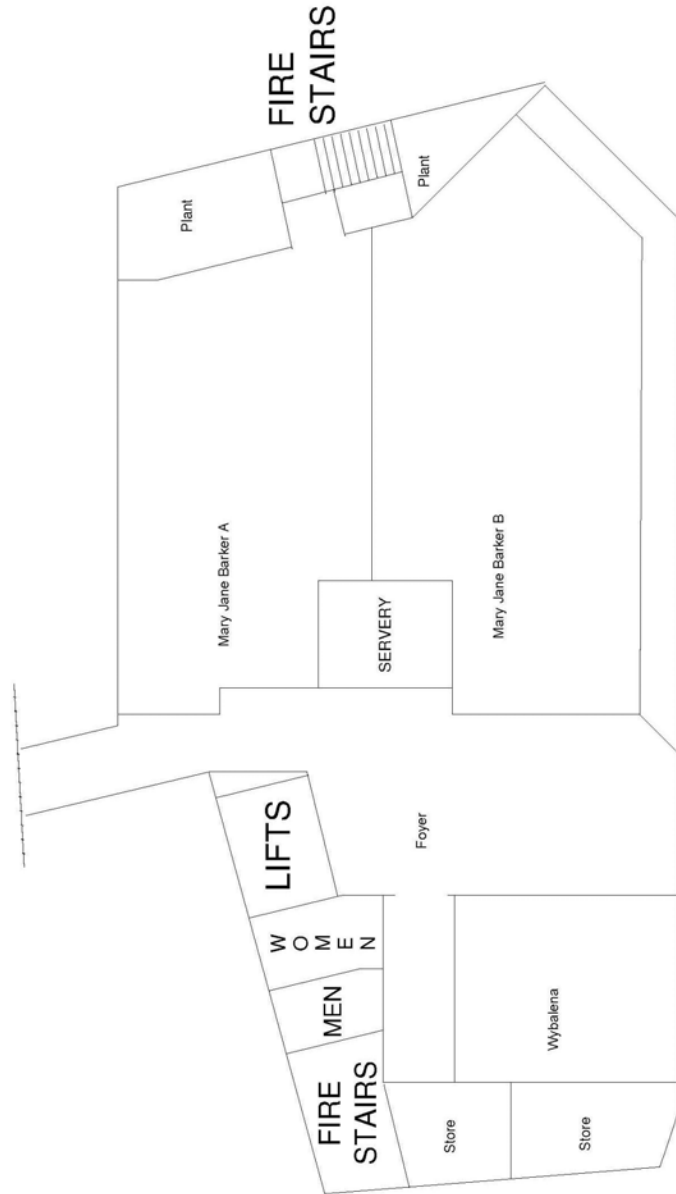 FIRE
STAIRS
Plant
Plant
Mary Jane Barker A
Mary Jane Barker B
SERVERY
LIFTS
Foyer
WOMEN
MEN
Wybalena
FIRE
STAIRS
Store
Store